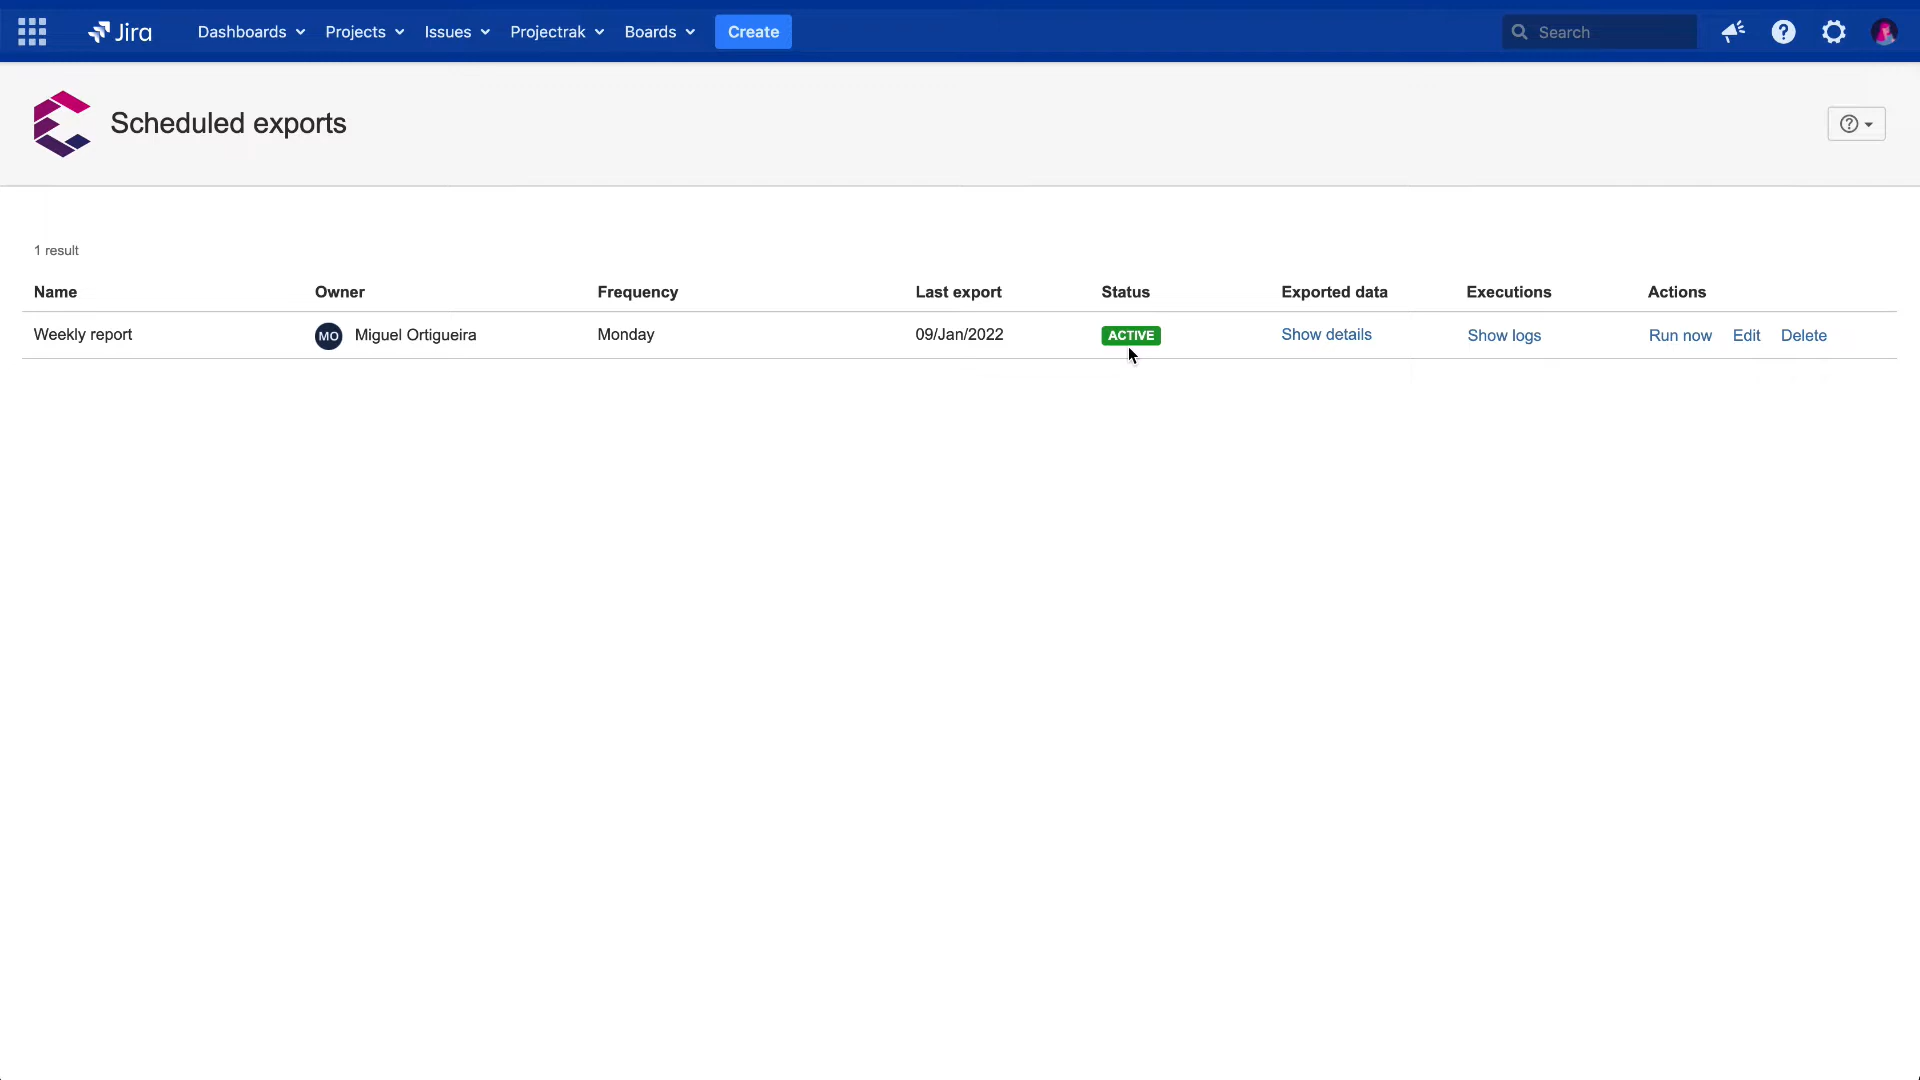 Jira Dashboards Projects Issues Projectrak Boards Create Search
Scheduled exports
1 result
Name Owner Frequency Last export Status Exported data Executions Actions
Weekly report MO Miguel Ortigueira Monday 09/Jan/2022 ACTIVE Show details Show logs Run now Edit Delete